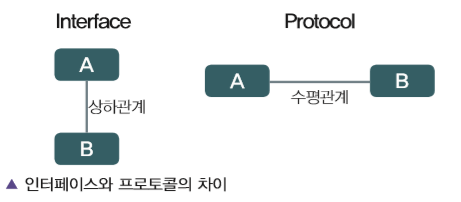 Interface
A
상하관계
B
Protocol
A
수평관계
B
▲ 인터페이스와 프로토콜의 차이